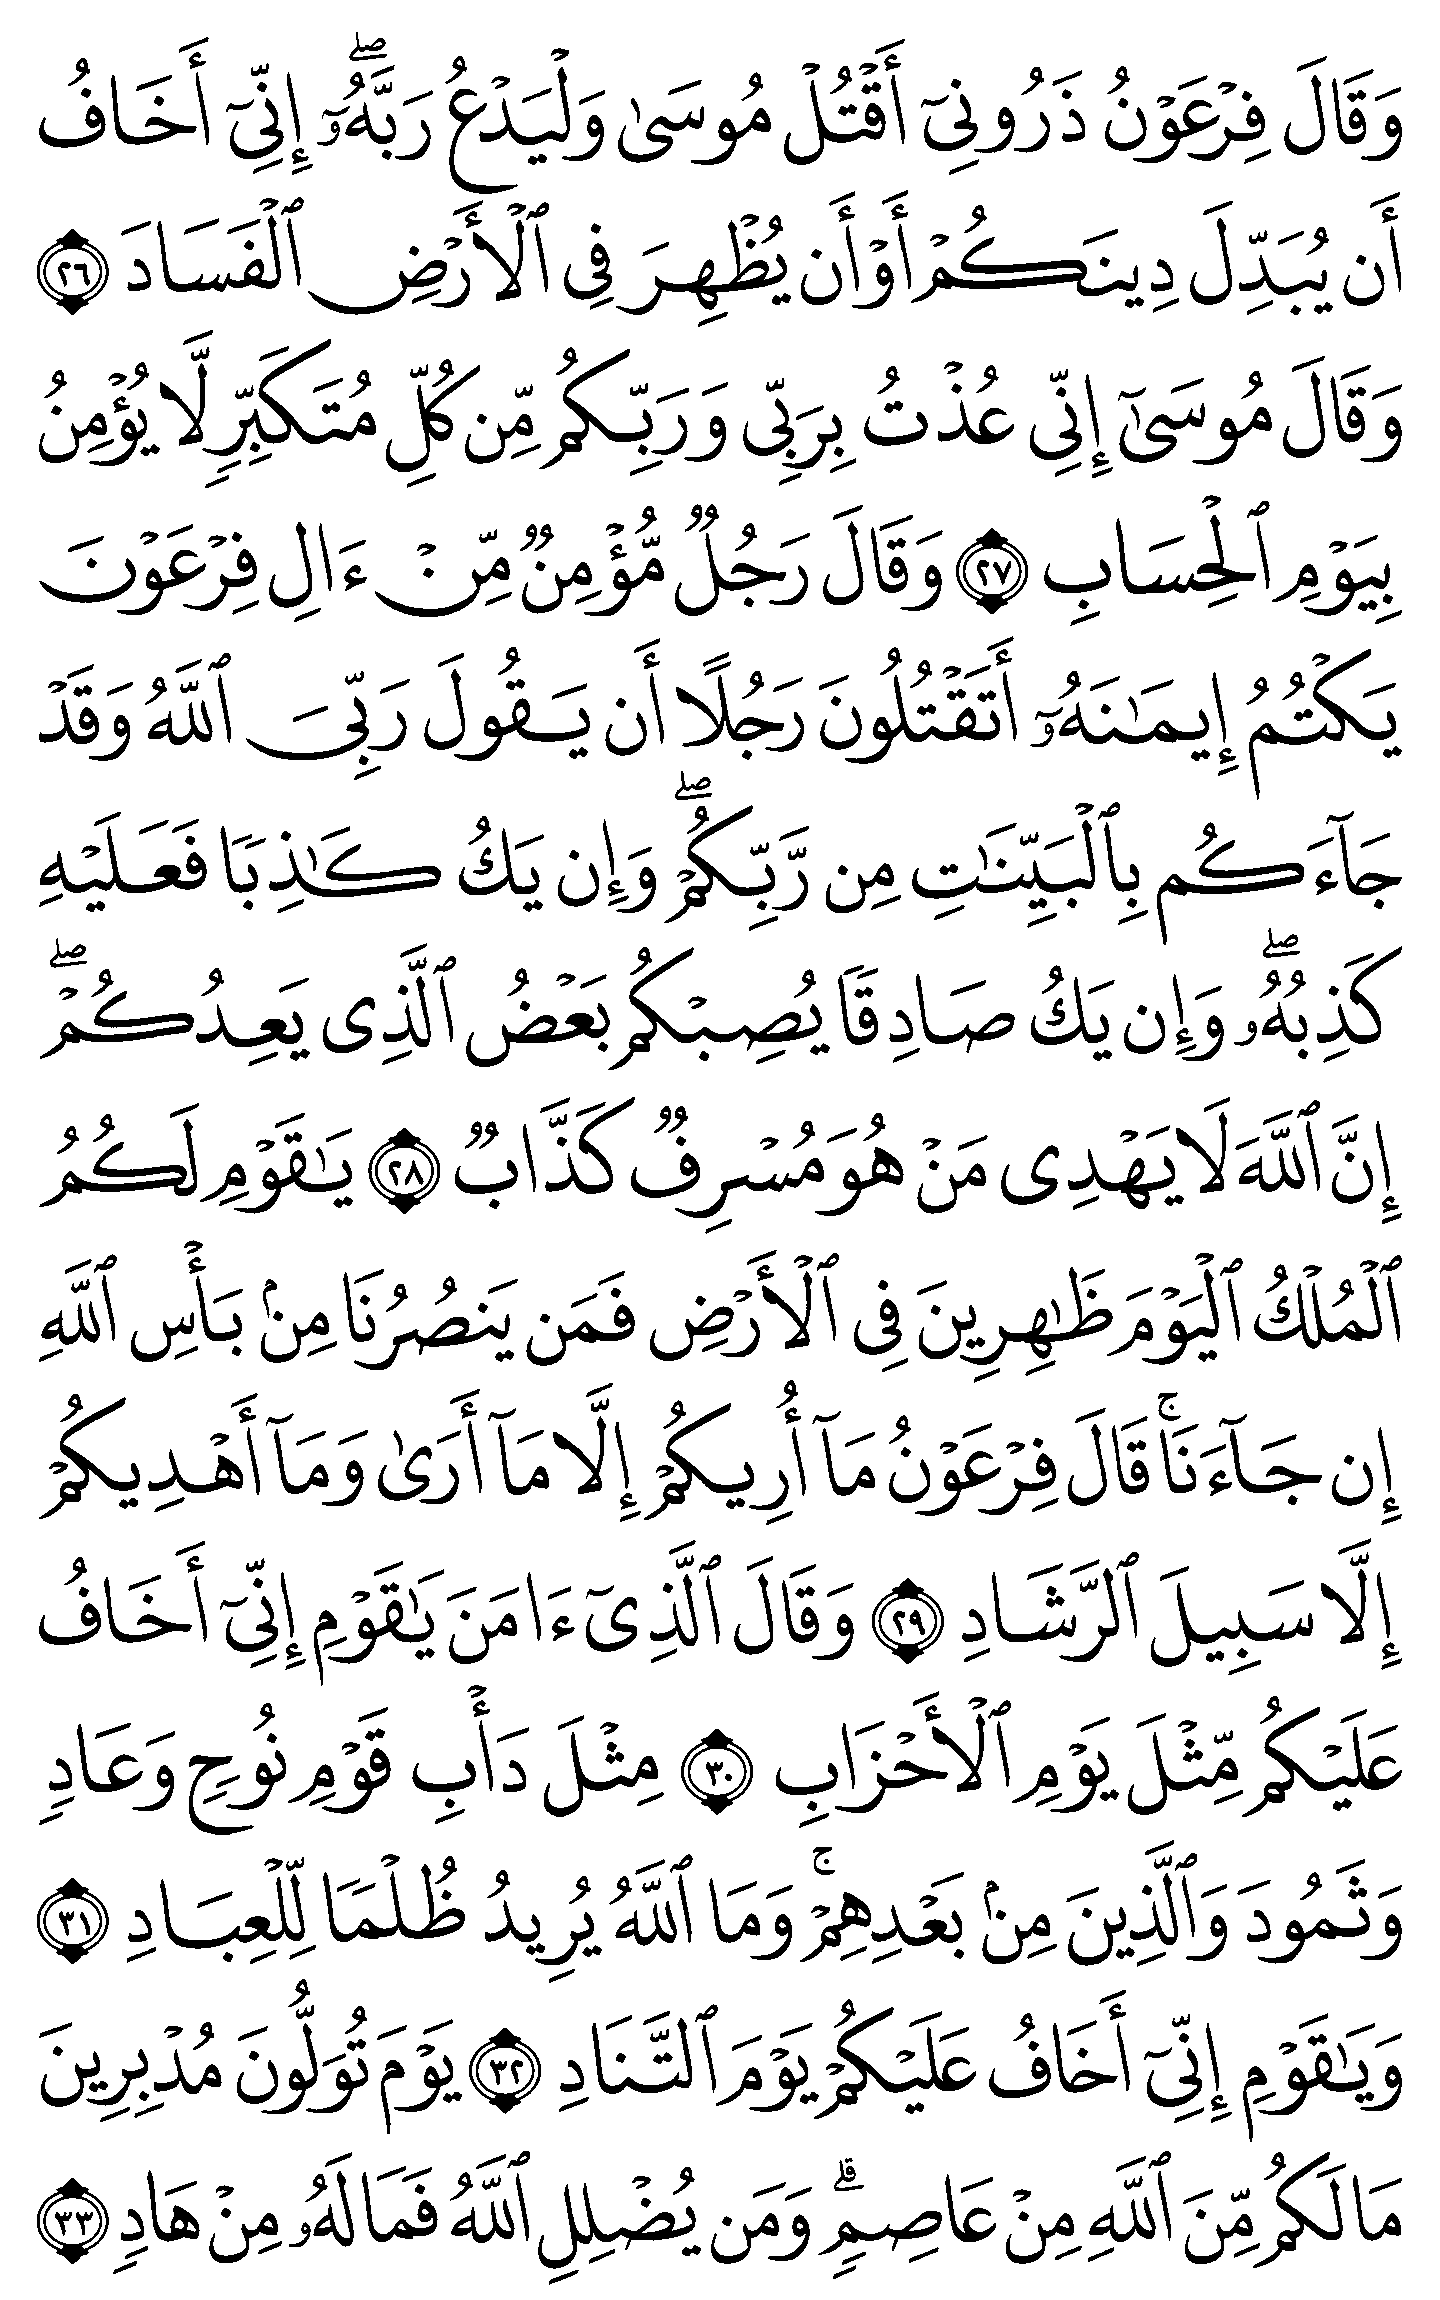 وَقَالَ فِرْعَوْنُ ذَرُونِىٓ أَقْتُلْ مُوسَىٰ وَلْيَدْعُ رَبَّهُۥٓ ۖ إِنِّىٓ أَخَافُ
أَن يُبَدِّلَ دِينَكُمْ أَوْ أَن يُظْهِرَ فِى ٱلْأَرْضِ ٱلْفَسَادَ ٢٦
وَقَالَ مُوسَىٰٓ إِنِّى عُذْتُ بِرَبِّى وَرَبِّكُم مِّن كُلِّ مُتَكَبِّرٍ لَّا يُؤْمِنُ
بِيَوْمِ ٱلْحِسَابِ ٢٧ وَقَالَ رَجُلٌ مُّؤْمِنٌ مِّنْ ءَالِ فِرْعَوْنَ
يَكْتُمُ إِيمَـٰنَهُۥٓ أَتَقْتُلُونَ رَجُلًا أَن يَقُولَ رَبِّىَ ٱللَّهُ وَقَدْ
جَآءَكُم بِٱلْبَيِّنَـٰتِ مِن رَّبِّكُمْ ۖ وَإِن يَكُ كَـٰذِبًا فَعَلَيْهِ
كَذِبُهُۥ ۖ وَإِن يَكُ صَادِقًا يُصِبْكُم بَعْضُ ٱلَّذِى يَعِدُكُمْ ۖ
إِنَّ ٱللَّهَ لَا يَهْدِى مَنْ هُوَ مُسْرِفٌ كَذَّابٌ ٢٨ يَـٰقَوْمِ لَكُمُ
ٱلْمُلْكُ ٱلْيَوْمَ ظَـٰهِرِينَ فِى ٱلْأَرْضِ فَمَن يَنصُرُنَا مِنۢ بَأْسِ ٱللَّهِ
إِن جَآءَنَا ۚ قَالَ فِرْعَوْنُ مَآ أُرِيكُمْ إِلَّا مَآ أَرَىٰ وَمَآ أَهْدِيكُمْ
إِلَّا سَبِيلَ ٱلرَّشَادِ ٢٩ وَقَالَ ٱلَّذِىٓ ءَامَنَ يَـٰقَوْمِ إِنِّىٓ أَخَافُ
عَلَيْكُم مِّثْلَ يَوْمِ ٱلْأَحْزَابِ ٣٠ مِثْلَ دَأْبِ قَوْمِ نُوحٍ وَعَادٍ
وَثَمُودَ وَٱلَّذِينَ مِنۢ بَعْدِهِمْ ۚ وَمَا ٱللَّهُ يُرِيدُ ظُلْمًا لِّلْعِبَادِ ٣١
وَيَـٰقَوْمِ إِنِّىٓ أَخَافُ عَلَيْكُمْ يَوْمَ ٱلتَّنَادِ ٣٢ يَوْمَ تُوَلُّونَ مُدْبِرِينَ
مَا لَكُم مِّنَ ٱللَّهِ مِنْ عَاصِمٍ ۗ وَمَن يُضْلِلِ ٱللَّهُ فَمَا لَهُۥ مِنْ هَادٍ ٣٣